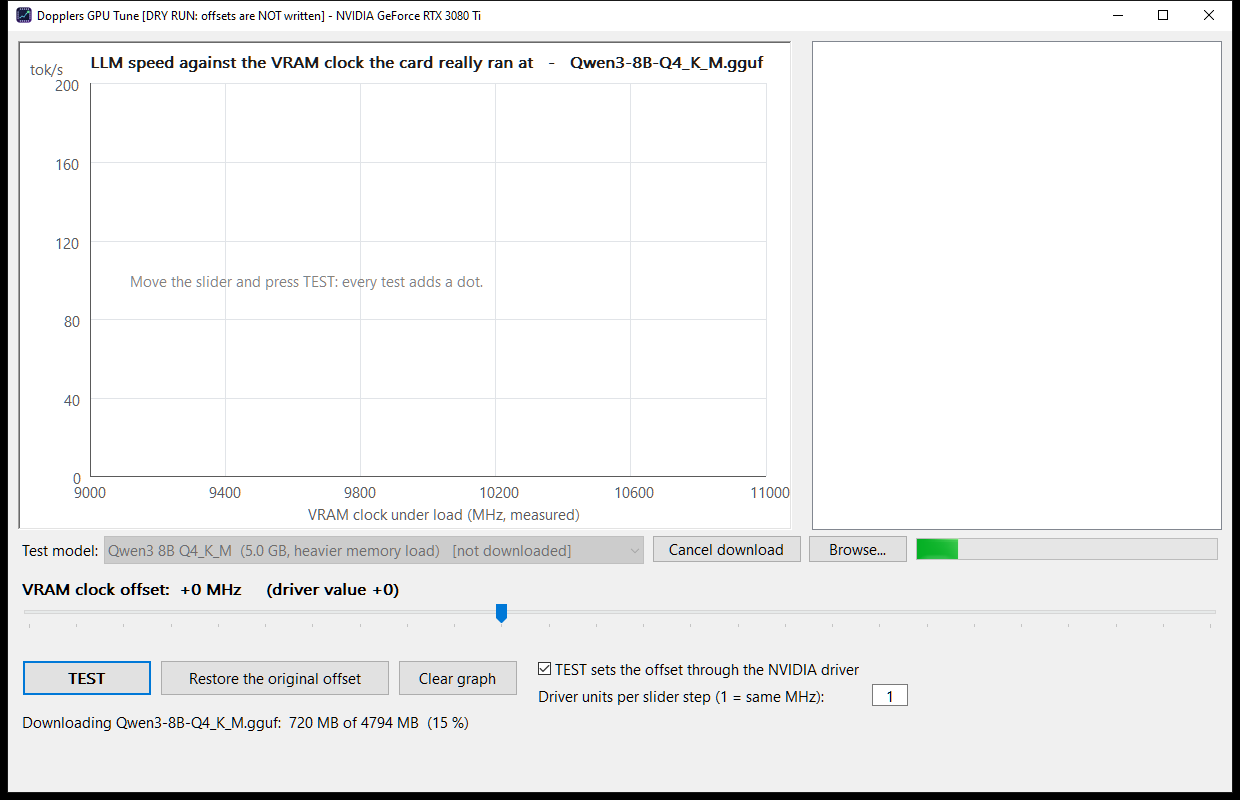 Dopplers GPU Tune [DRY RUN: offsets are NOT written] - NVIDIA GeForce RTX 3080 Ti
LLM speed against the VRAM clock the card really ran at - Qwen3-8B-Q4_K_M.gguf
tok/s
200
160
120
Move the slider and press TEST: every test adds a dot.
80
40
0
9000 9400 9800 10200 10600 11000
VRAM clock under load (MHz, measured)
Test model: Qwen3 8B Q4_K_M (5.0 GB, heavier memory load) [not downloaded] Cancel download Browse...
VRAM clock offset: +0 MHz (driver value +0)
TEST Restore the original offset Clear graph TEST sets the offset through the NVIDIA driver
Driver units per slider step (1 = same MHz): 1
Downloading Qwen3-8B-Q4_K_M.gguf: 720 MB of 4794 MB (15 %)